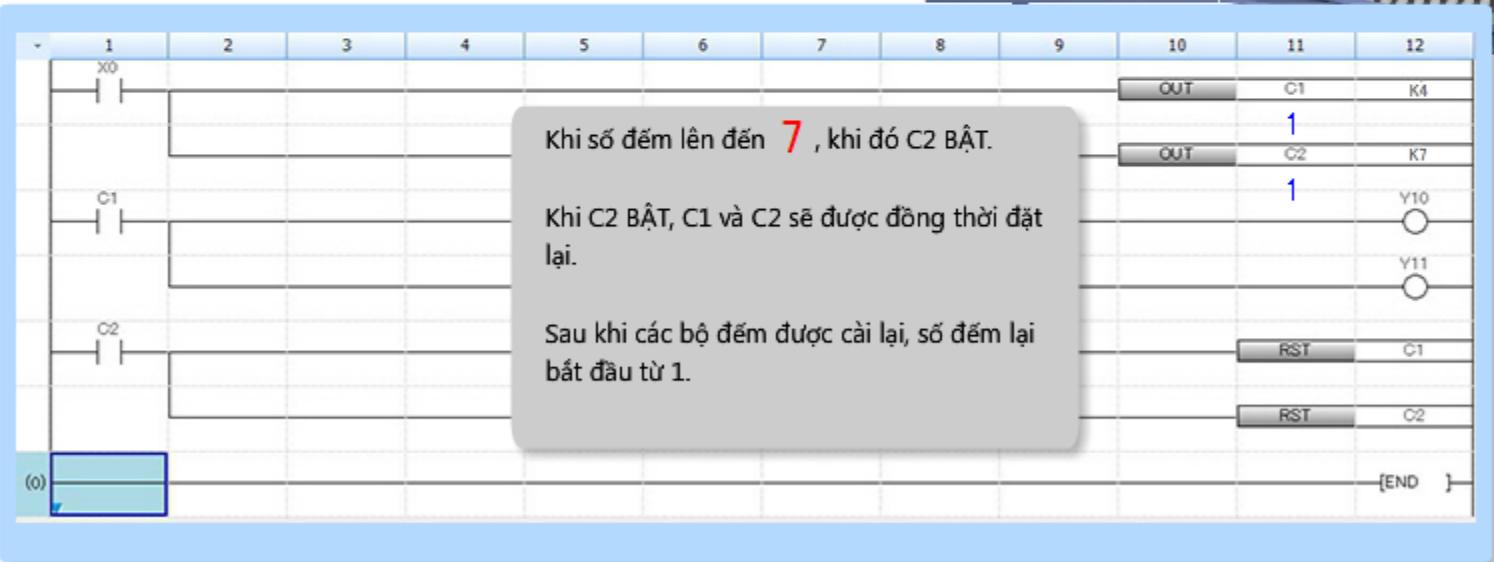 1 2 3 4 5 6 7 8 9 10 11 12
X0
OUT C1 K4
1
OUT C2 K7
1
C1
Y10
Y11
C2
RST C1
RST C2
(0)
[END ]
Khi số đếm lên đến 7 , khi đó C2 BẬT.
Khi C2 BẬT, C1 và C2 sẽ được đồng thời đặt
lại.
Sau khi các bộ đếm được cài lại, số đếm lại
bắt đầu từ 1.